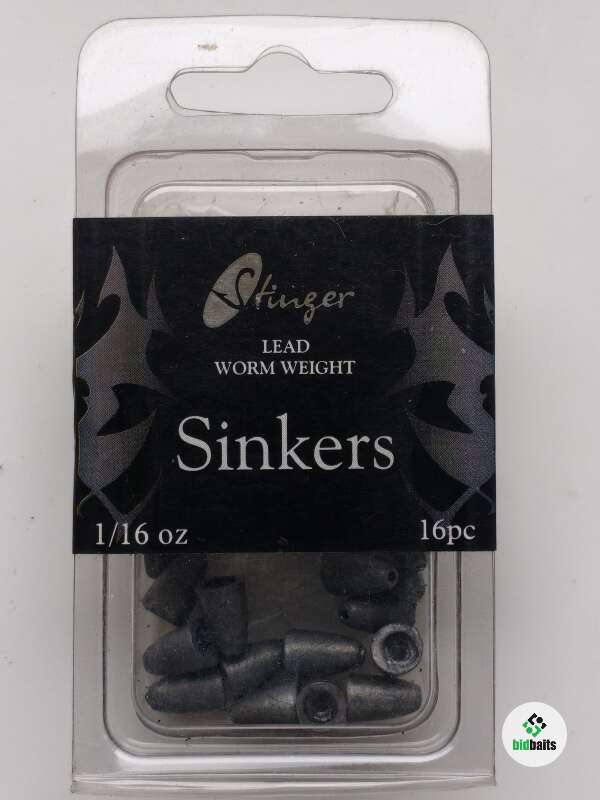 Stinger
LEAD
WORM WEIGHT
Sinkers
1/16 oz
16pc
bidbaits